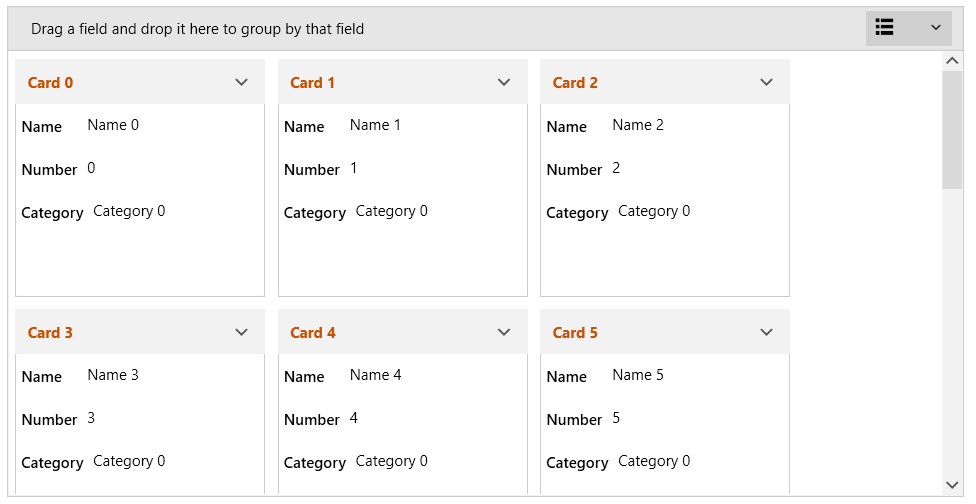 Drag a field and drop it here to group by that field
Card 0
Name Name 0
Number 0
Category Category 0
Card 1
Name Name 1
Number 1
Category Category 0
Card 2
Name Name 2
Number 2
Category Category 0
Card 3
Name Name 3
Number 3
Category Category 0
Card 4
Name Name 4
Number 4
Category Category 0
Card 5
Name Name 5
Number 5
Category Category 0